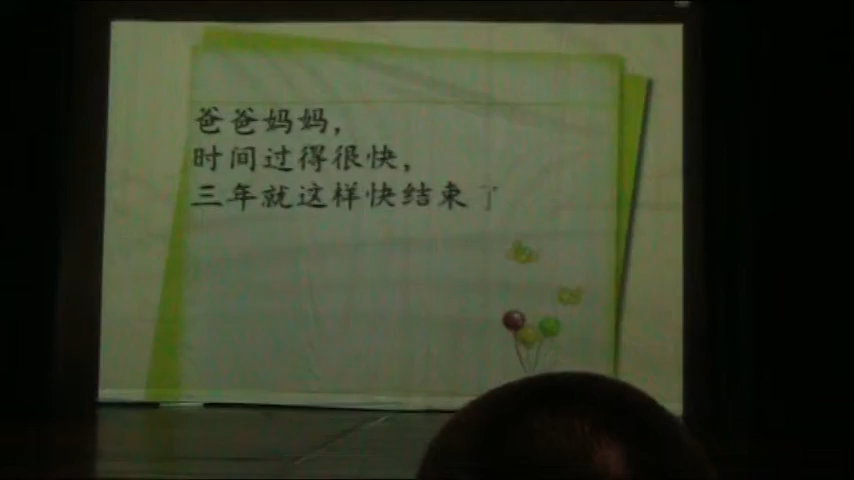 爸爸妈妈，
时间过得很快，
三年就这样快结束了